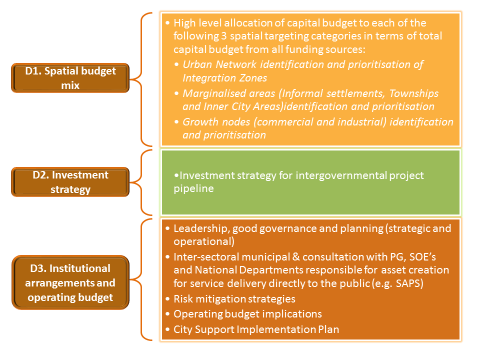 D1. Spatial budget
mix
• High level allocation of capital budget to each of the
following 3 spatial targeting categories in terms of total
capital budget from all funding sources:
• Urban Network identification and prioritisation of
Integration Zones
• Marginalised areas (Informal settlements, Townships
and Inner City Areas)identification and prioritisation
• Growth nodes (commercial and industrial) identification
and prioritisation
D2. Investment
strategy
•Investment strategy for intergovernmental project
pipeline
D3. Institutional
arrangements and
operating budget
• Leadership, good governance and planning (strategic and
operational)
• Inter-sectoral municipal & consultation with PG, SOE's
and National Departments responsible for asset creation
for service delivery directly to the public (e.g. SAPS)
• Risk mitigation strategies
• Operating budget implications
• City Support Implementation Plan